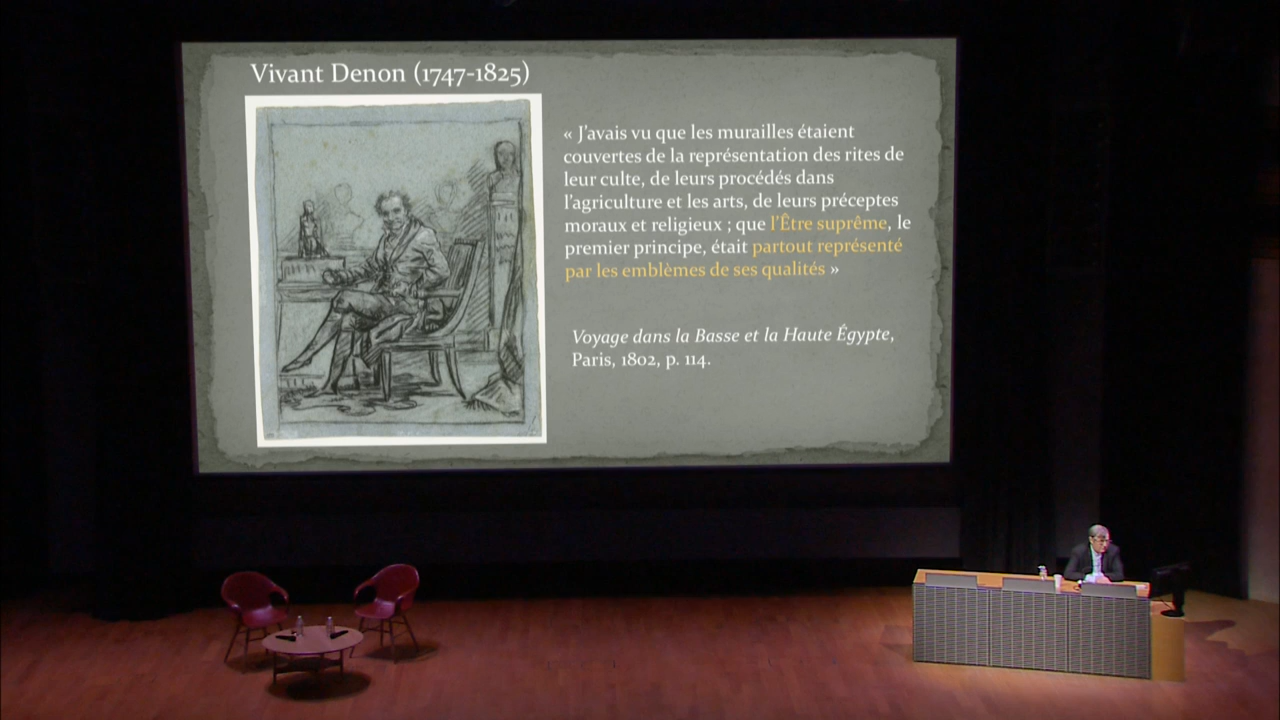 Vivant Denon (1747-1825)
« J'avais vu que les murailles étaient
couvertes de la représentation des rites de
leur culte, de leurs procédés dans
l'agriculture et les arts, de leurs préceptes
moraux et religieux ; que l'Être suprême, le
premier principe, était partout représenté
par les emblèmes de ses qualités »
Voyage dans la Basse et la Haute Égypte,
Paris, 1802, p. 114.